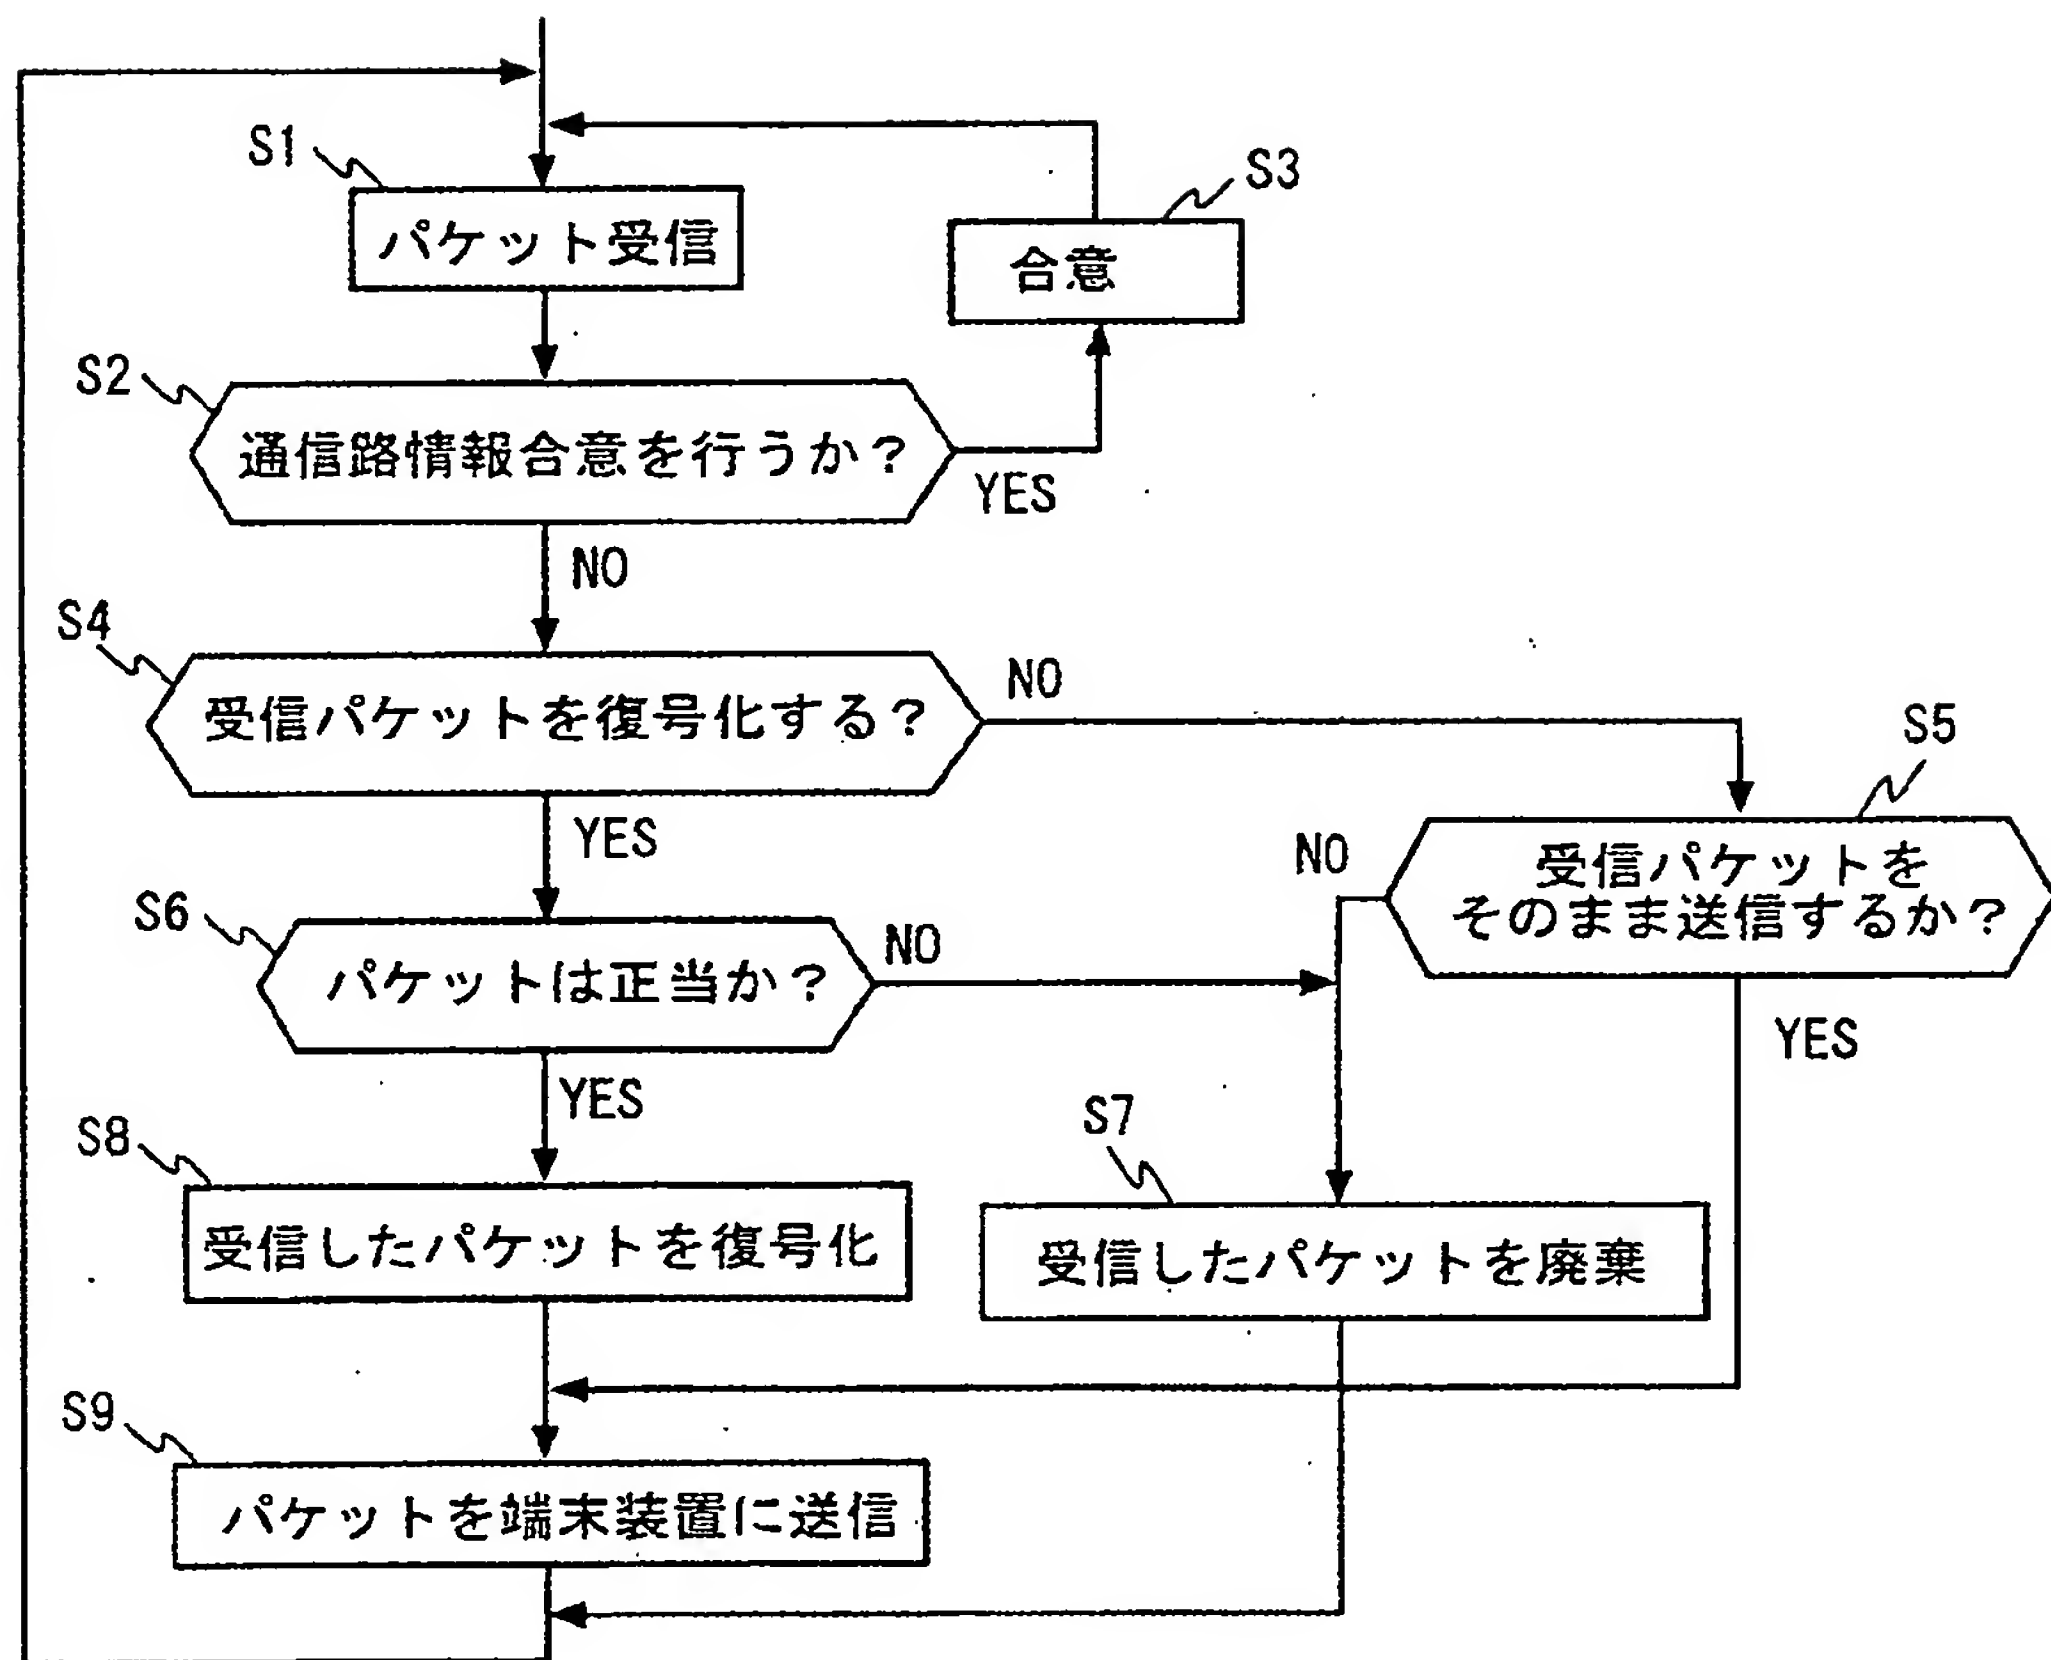 S1
パケット受信
S3
合意
S2
通信路情報合意を行うか？
YES
NO
S4
受信パケットを復号化する？
NO
YES
S5
受信パケットを
そのまま送信するか？
NO
YES
S6
パケットは正当か？
NO
YES
S8
受信したパケットを復号化
S7
受信したパケットを廃棄
S9
パケットを端末装置に送信